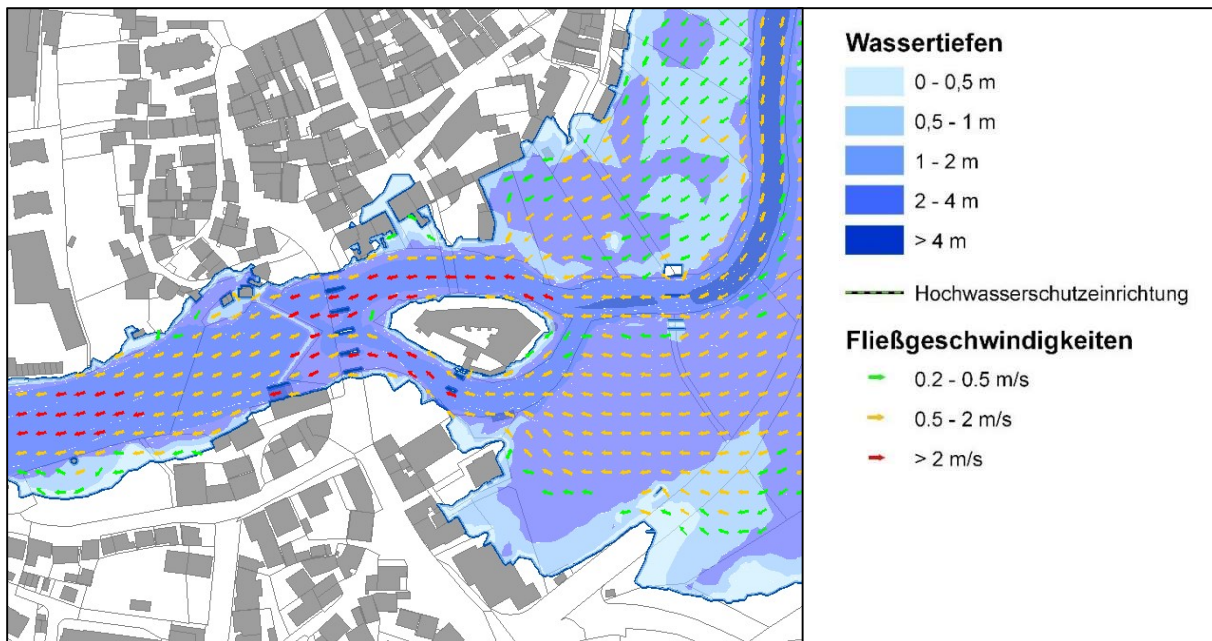 Wassertiefen
0 - 0,5 m
0,5 - 1 m
1 - 2 m
2 - 4 m
> 4 m
Hochwasserschutzeinrichtung
Fließgeschwindigkeiten
0.2 - 0.5 m/s
0.5 - 2 m/s
> 2 m/s